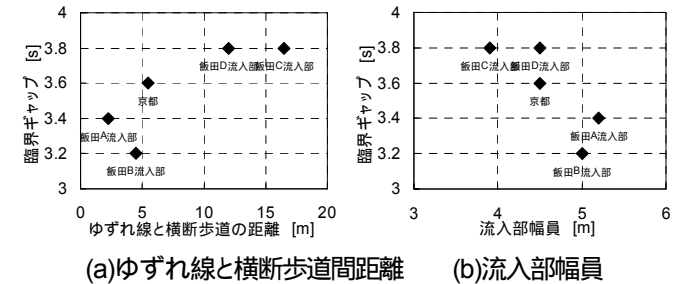 4
3.8
3.6
3.4
3.2
3
臨界ギャップ [s]
飯田D流入部
飯田C流入部
京都
飯田A流入部
飯田B流入部
0
5
10
15
20
ゆずれ線と横断歩道の距離 [m]
(a)ゆずれ線と横断歩道間距離
4
3.8
3.6
3.4
3.2
3
臨界ギャップ [s]
飯田C流入部
飯田D流入部
京都
飯田A流入部
飯田B流入部
3
4
5
6
流入部幅員 [m]
(b)流入部幅員